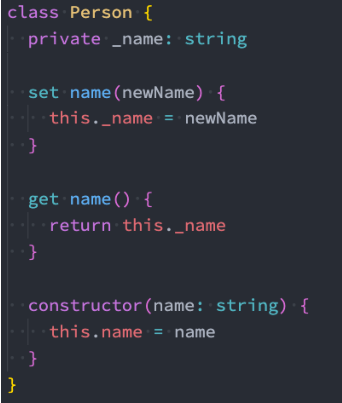 class Person {
  private _name: string

  set name(newName) {
    this._name = newName
  }

  get name() {
    return this._name
  }

  constructor(name: string) {
    this.name = name
  }
}